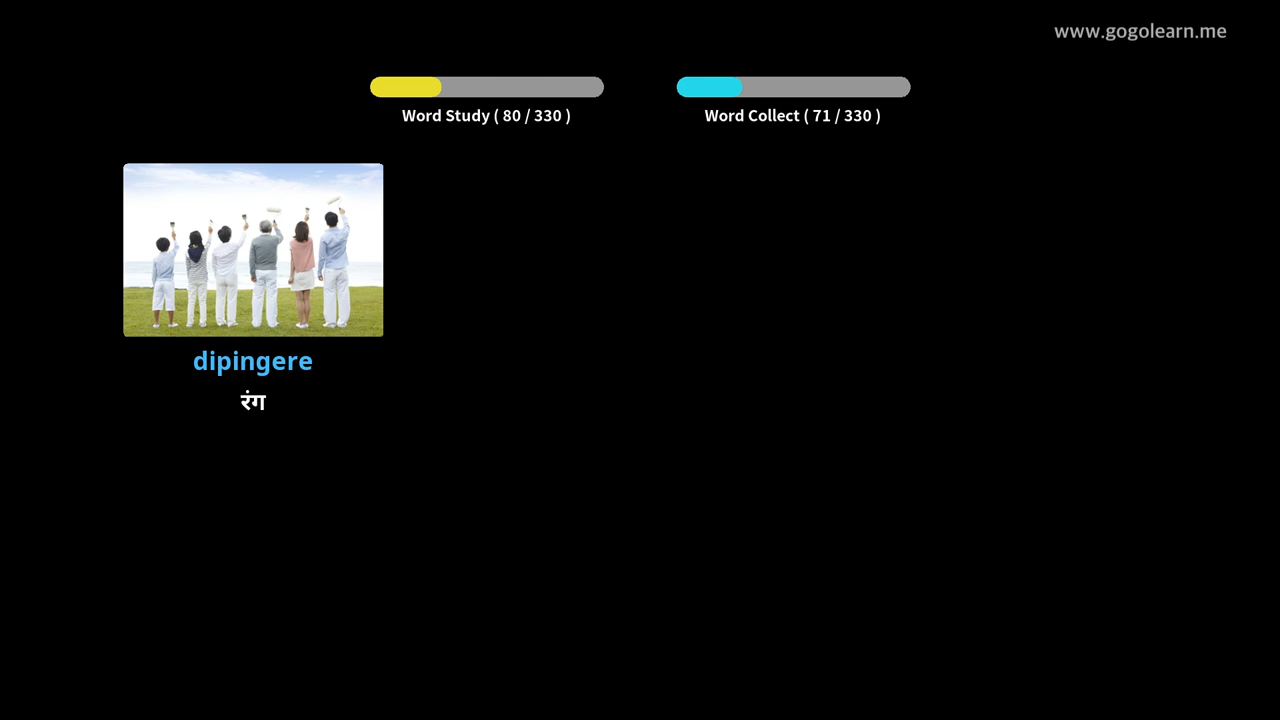 www.gogolearn.me
Word Study ( 80 / 330 )
Word Collect ( 71 / 330 )
dipingere
रंग